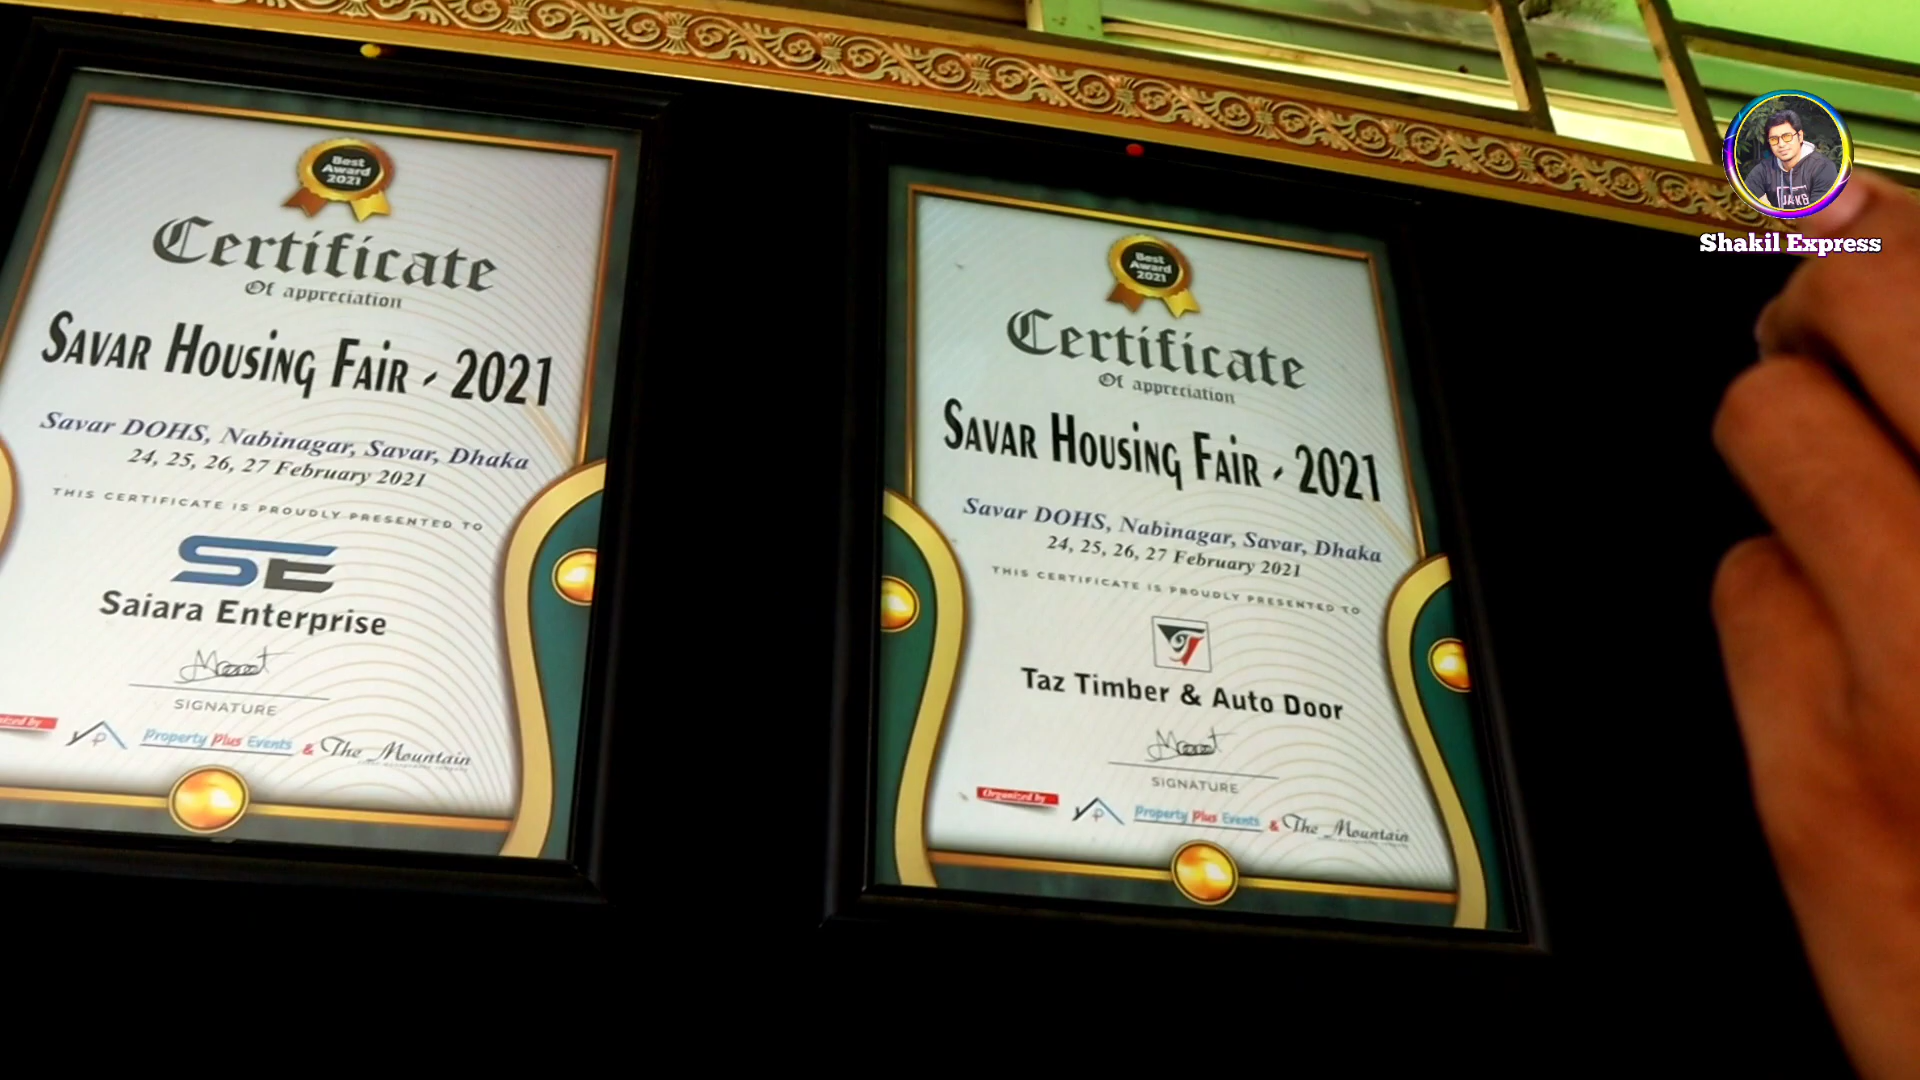 Best
Award
2021
Certificate
Of appreciation
Savar Housing Fair - 2021
Savar DOHS, Nabinagar, Savar, Dhaka
24, 25, 26, 27 February 2021
THIS CERTIFICATE IS PROUDLY PRESENTED TO
SE
Saiara Enterprise
SIGNATURE
Property Plus Events & The Mountain
Best
Award
2021
Certificate
Of appreciation
Savar Housing Fair - 2021
Savar DOHS, Nabinagar, Savar, Dhaka
24, 25, 26, 27 February 2021
THIS CERTIFICATE IS PROUDLY PRESENTED TO
Taz Timber & Auto Door
SIGNATURE
Organized by
Property Plus Events & The Mountain
Shakil Express